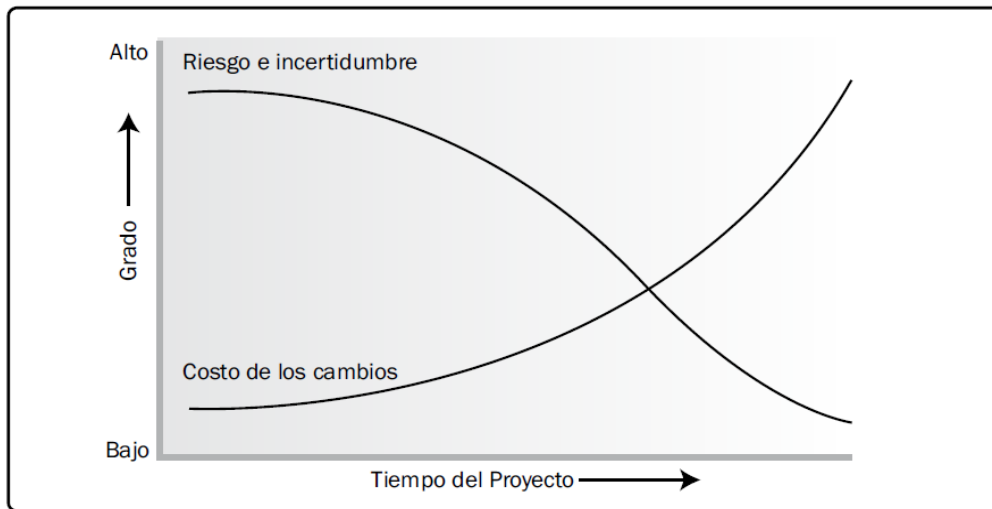 Alto
Riesgo e incertidumbre
Grado
Costo de los cambios
Bajo
Tiempo del Proyecto